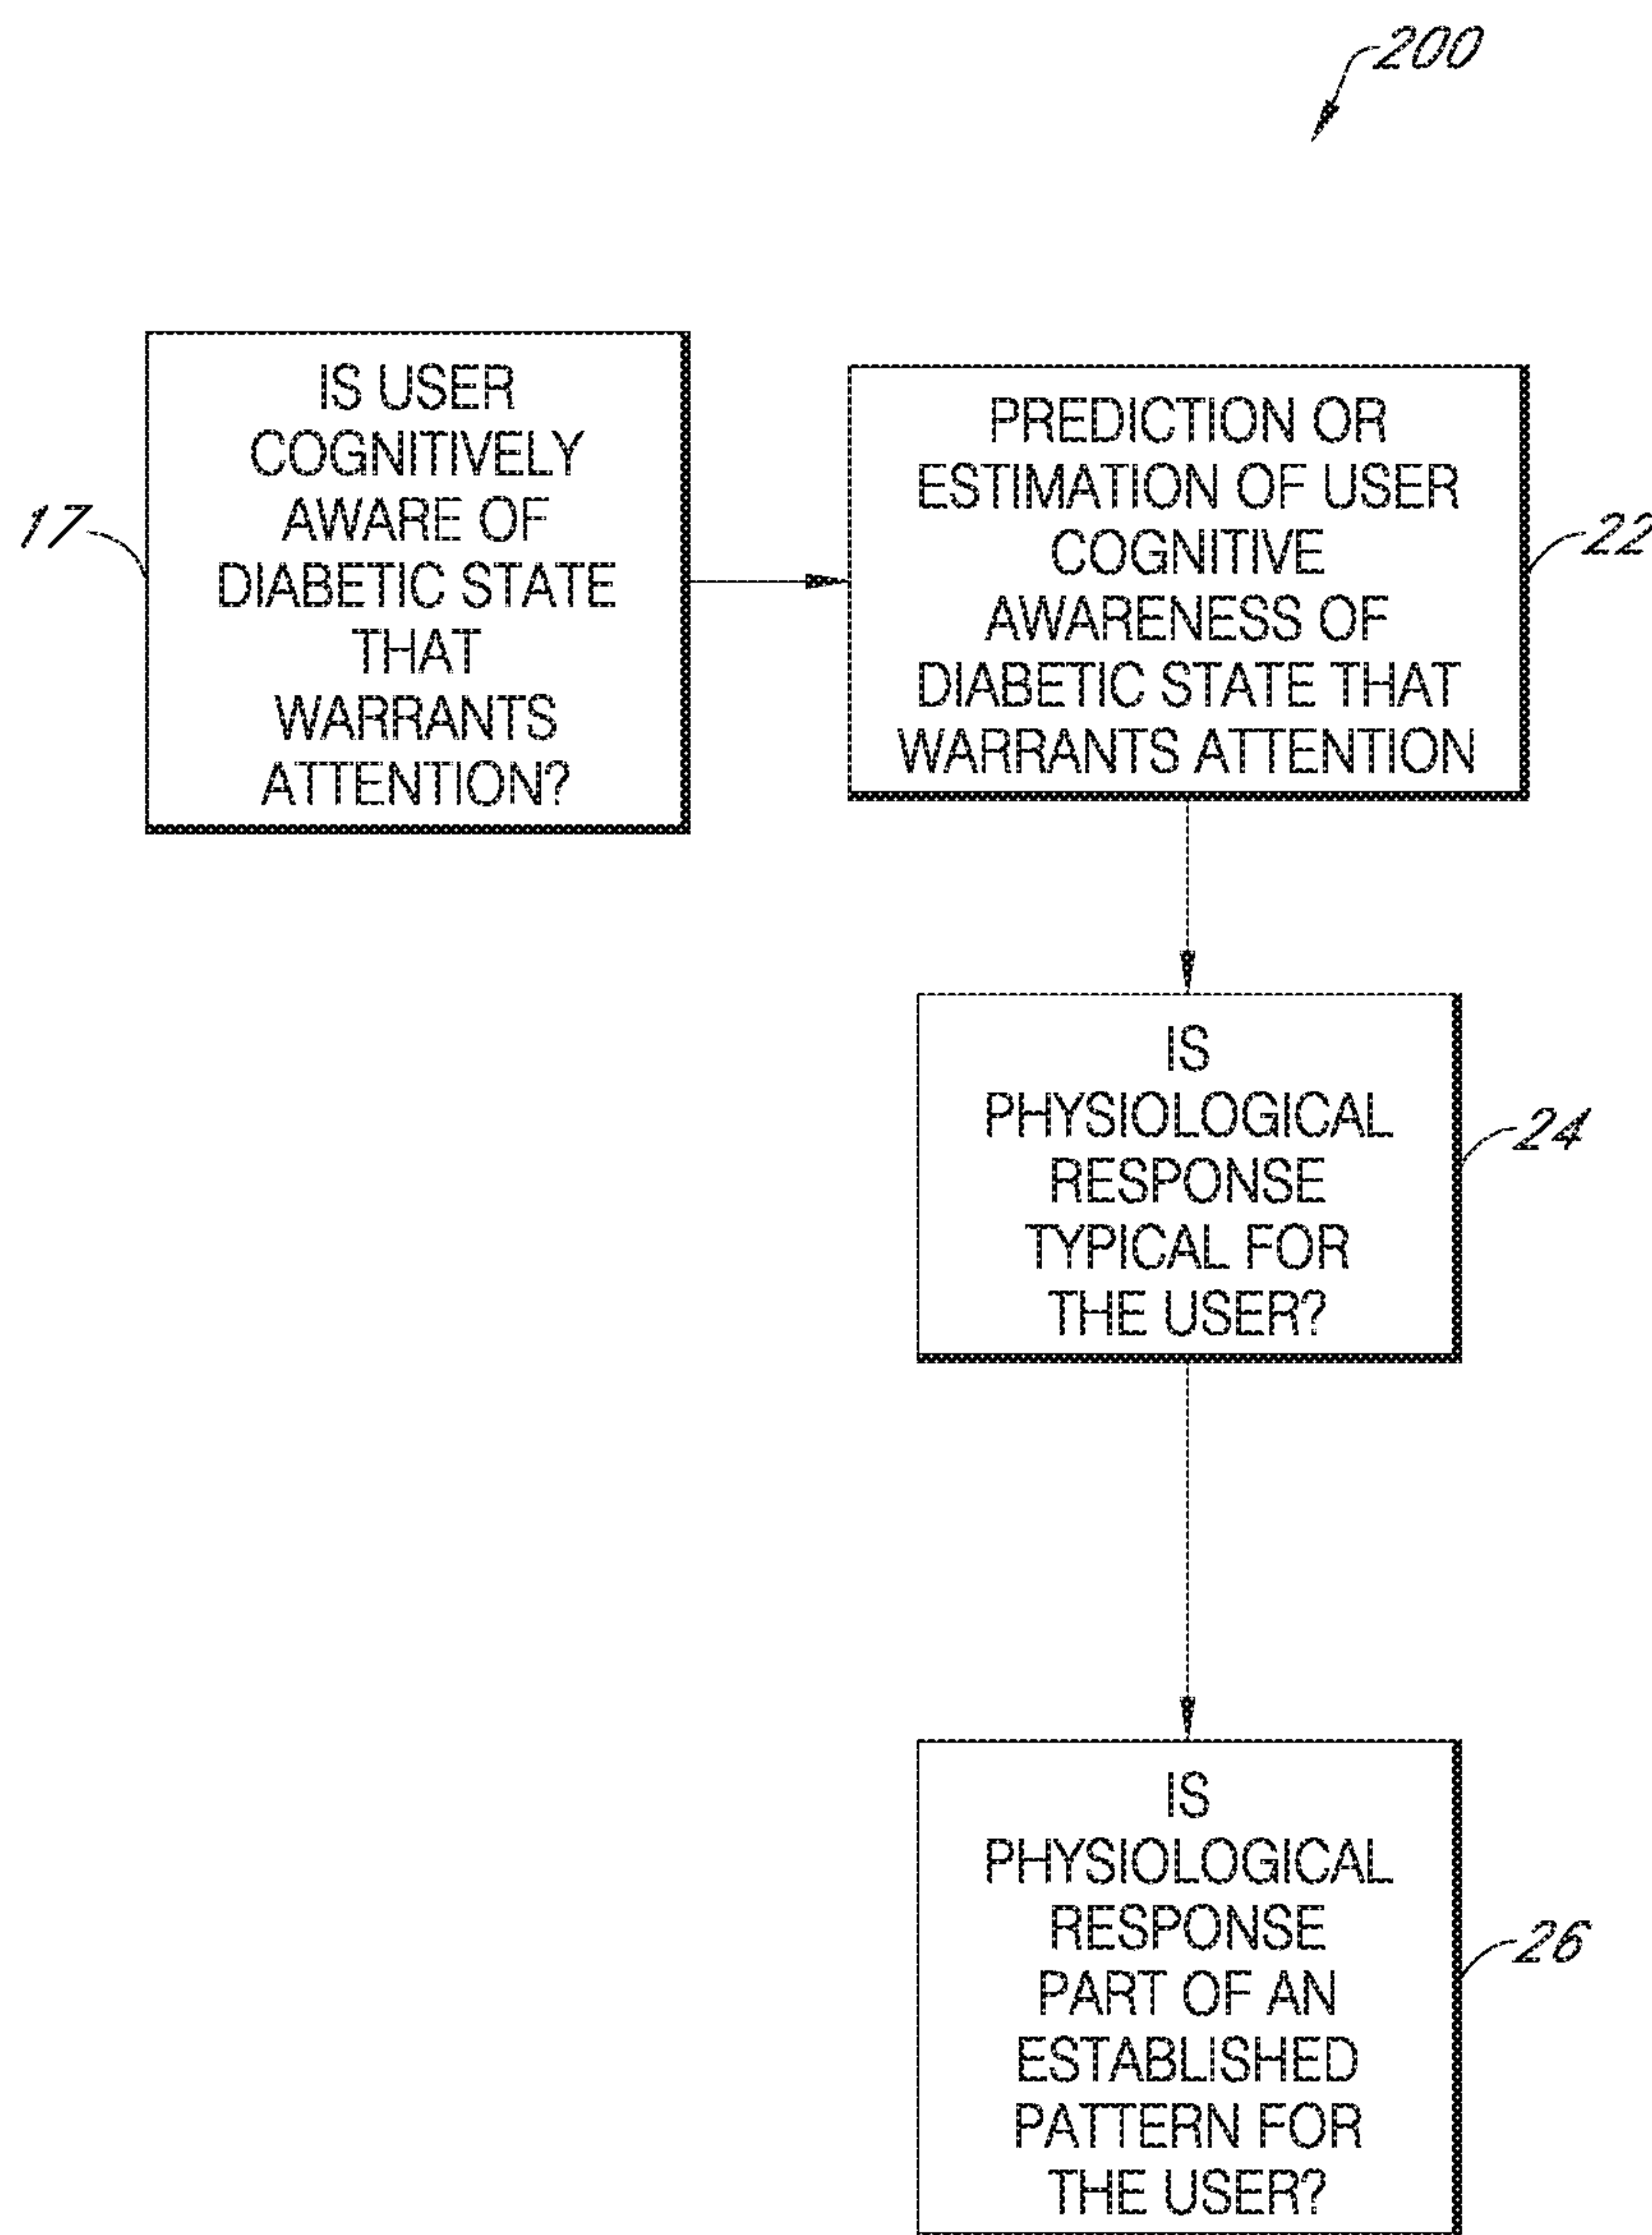 200
IS USER
COGNITIVELY
AWARE OF
DIABETIC STATE
THAT
WARRANTS
ATTENTION?
17
PREDICTION OR
ESTIMATION OF USER
COGNITIVE
AWARENESS OF
DIABETIC STATE THAT
WARRANTS ATTENTION
22
IS
PHYSIOLOGICAL
RESPONSE
TYPICAL FOR
THE USER?
24
IS
PHYSIOLOGICAL
RESPONSE
PART OF AN
ESTABLISHED
PATTERN FOR
THE USER?
26